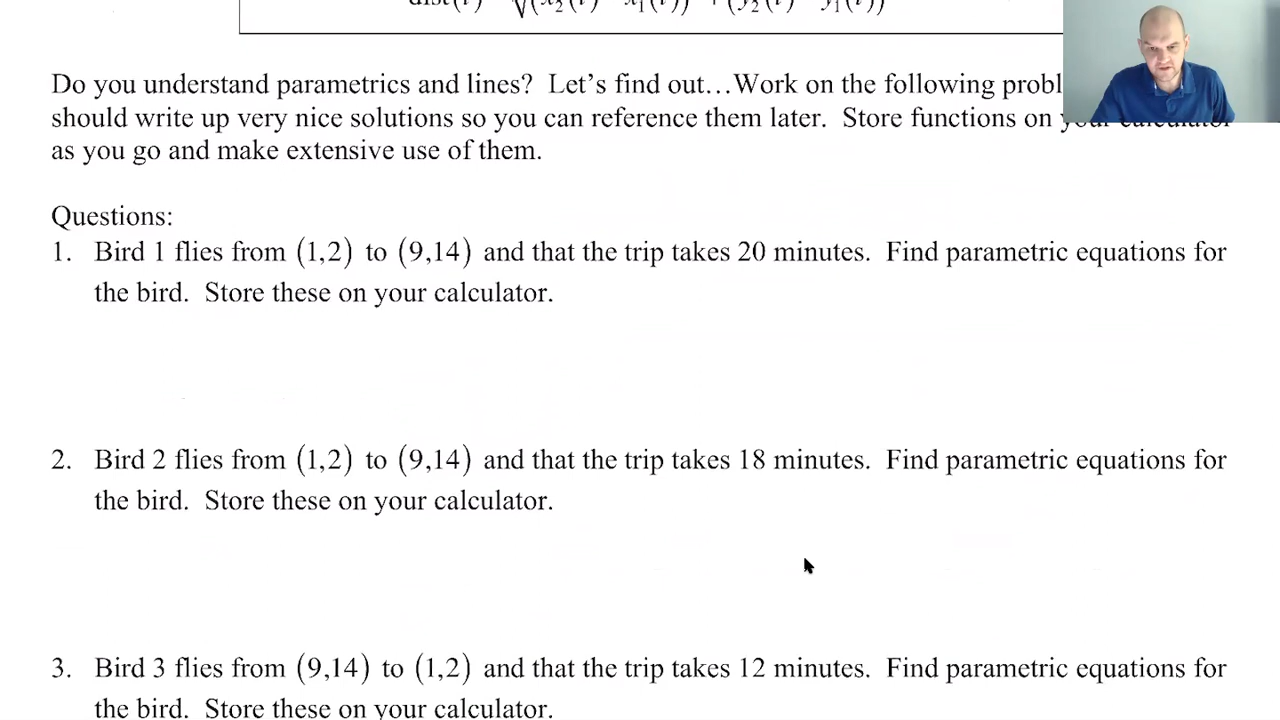 Do you understand parametrics and lines?  Let's find out…Work on the following
should write up very nice solutions so you can reference them later.  Store functions on
as you go and make extensive use of them.
Questions:
1. Bird 1 flies from (1,2) to (9,14) and that the trip takes 20 minutes.  Find parametric equations for
the bird.  Store these on your calculator.
2. Bird 2 flies from (1,2) to (9,14) and that the trip takes 18 minutes.  Find parametric equations for
the bird.  Store these on your calculator.
3. Bird 3 flies from (9,14) to (1,2) and that the trip takes 12 minutes.  Find parametric equations for
the bird.  Store these on your calculator.